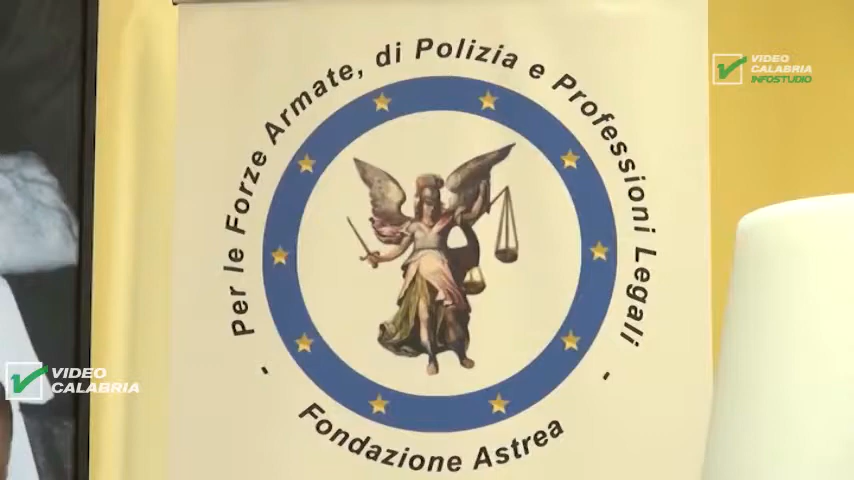 Per le Forze Armate, di Polizia e Professioni Legali
- Fondazione Astrea -
VIDEO
CALABRIA
INFOSTUDIO
VIDEO
CALABRIA